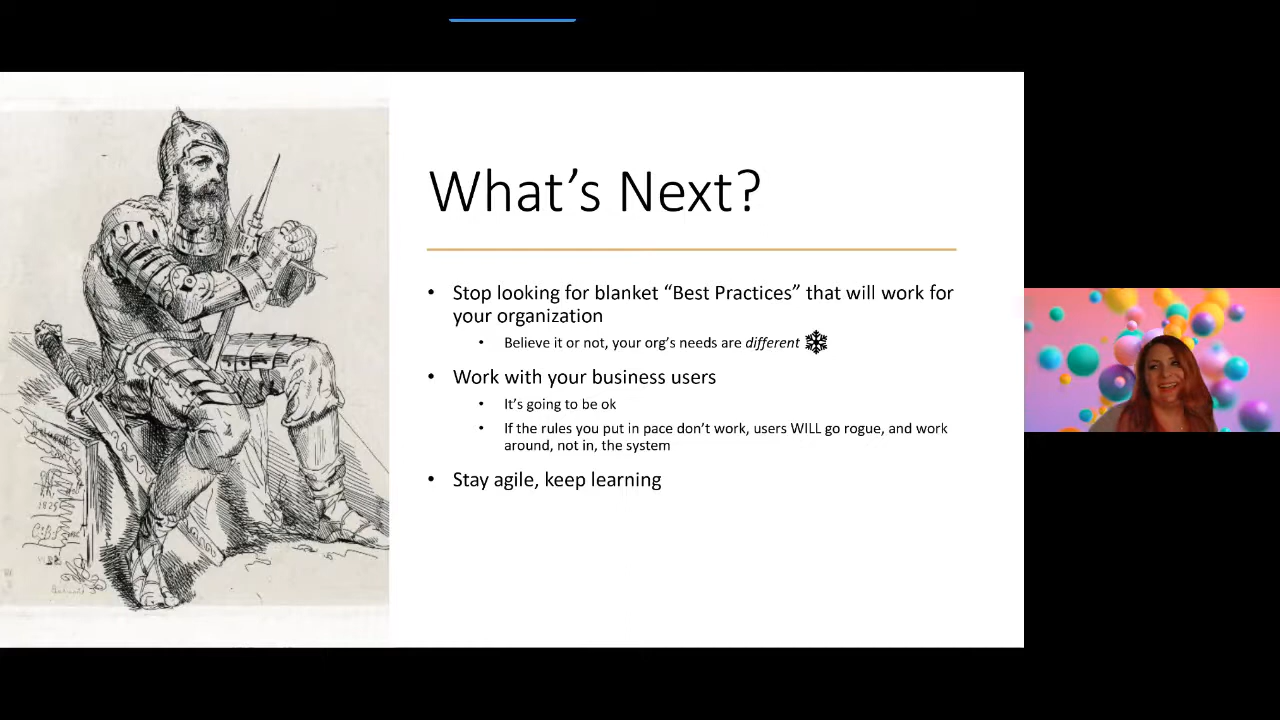 What's Next?
• Stop looking for blanket “Best Practices” that will work for
your organization
• Believe it or not, your org's needs are different
• Work with your business users
• It's going to be ok
• If the rules you put in pace don't work, users WILL go rogue, and work
around, not in, the system
• Stay agile, keep learning